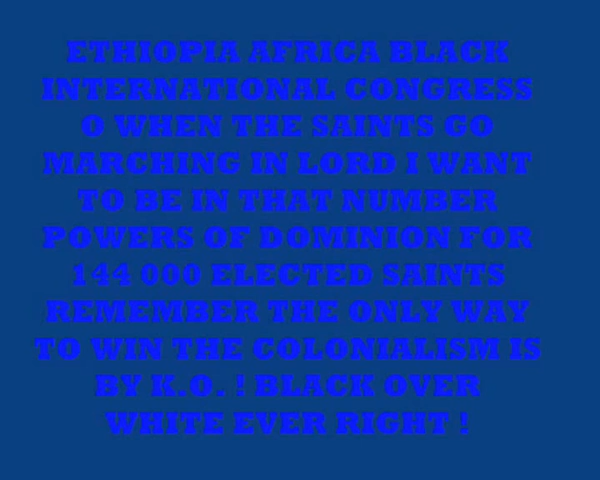 ETHIOPIA AFRICA BLACK
INTERNATIONAL CONGRESS
O WHEN THE SAINTS GO
MARCHING IN LORD I WANT
TO BE IN THAT NUMBER
POWERS OF DOMINION FOR
144 000 ELECTED SAINTS
REMEMBER THE ONLY WAY
TO WIN THE COLONIALISM IS
BY K.O. ! BLACK OVER
WHITE EVER RIGHT !